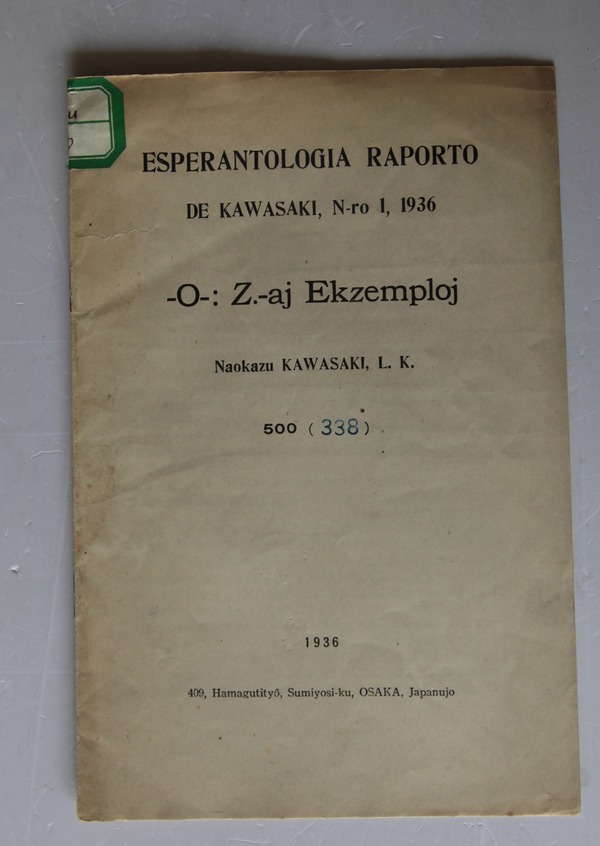 ESPERANTOLOGIA RAPORTO
DE KAWASAKI, N-ro 1, 1936
-O-: Z.-aj Ekzemploj
Naokazu KAWASAKI, L. K.
500 (338)
1936
409, Hamagutityô, Sumiyosi-ku, OSAKA, Japanujo